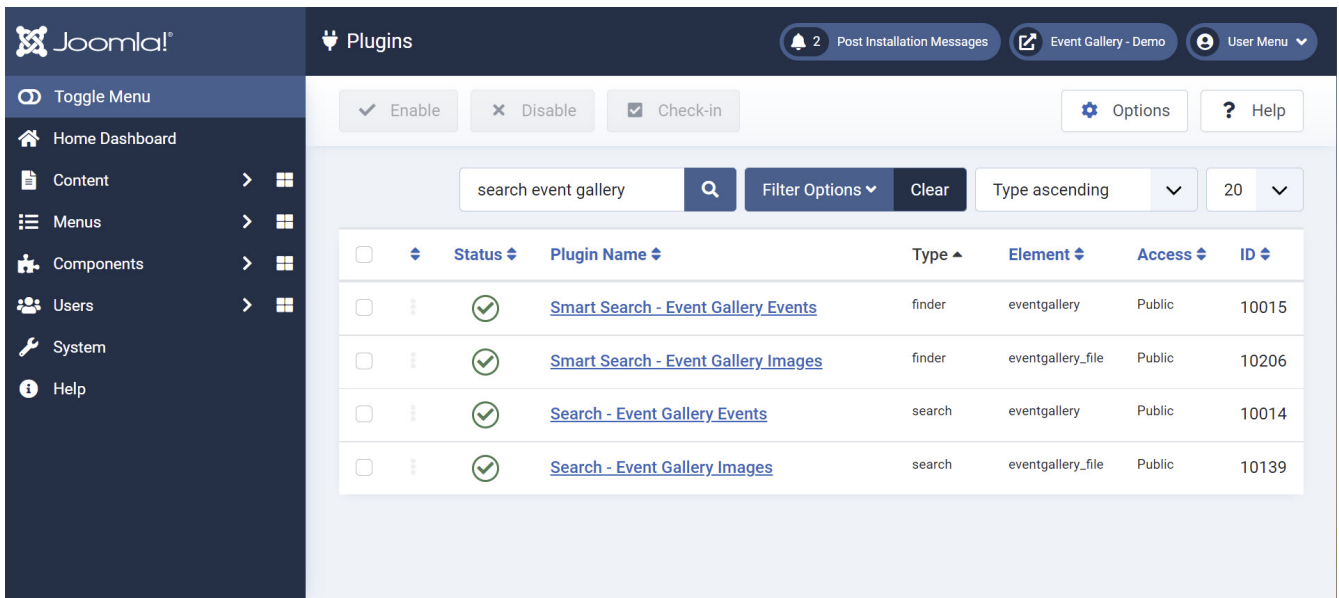 Joomla!®
Plugins
2 Post Installation Messages
Event Gallery - Demo
User Menu
Toggle Menu
Home Dashboard
Content
Menus
Components
Users
System
Help
Enable
Disable
Check-in
Options
? Help
search event gallery
Filter Options
Clear
Type ascending
20
Status Plugin Name Type Element Access ID
Smart Search - Event Gallery Events finder eventgallery Public 10015
Smart Search - Event Gallery Images finder eventgallery_file Public 10206
Search - Event Gallery Events search eventgallery Public 10014
Search - Event Gallery Images search eventgallery_file Public 10139